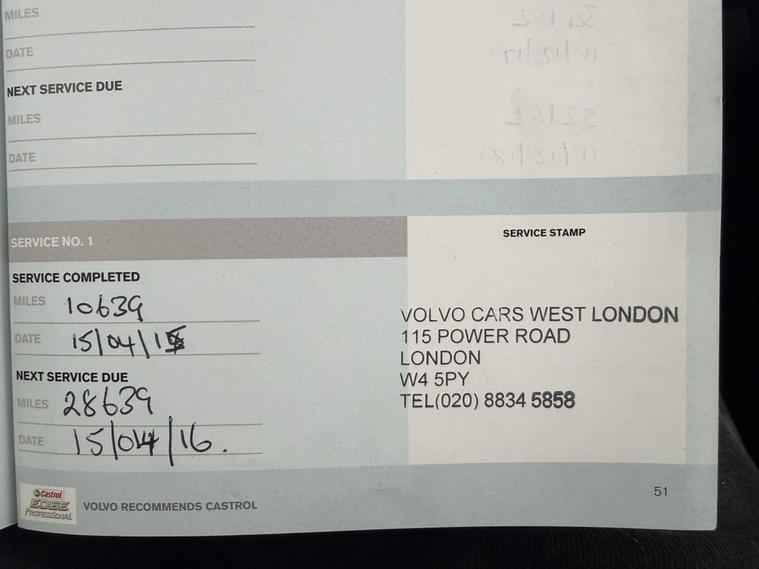 MILES
DATE
NEXT SERVICE DUE
MILES
DATE
SERVICE NO. 1
SERVICE STAMP
SERVICE COMPLETED
MILES 10639
DATE 15/04/15
NEXT SERVICE DUE
MILES 28639
DATE 15/04/16.
VOLVO CARS WEST LONDON
115 POWER ROAD
LONDON
W4 5PY
TEL(020) 8834 5858
Castrol
EDGE
PROFESSIONAL
VOLVO RECOMMENDS CASTROL
51